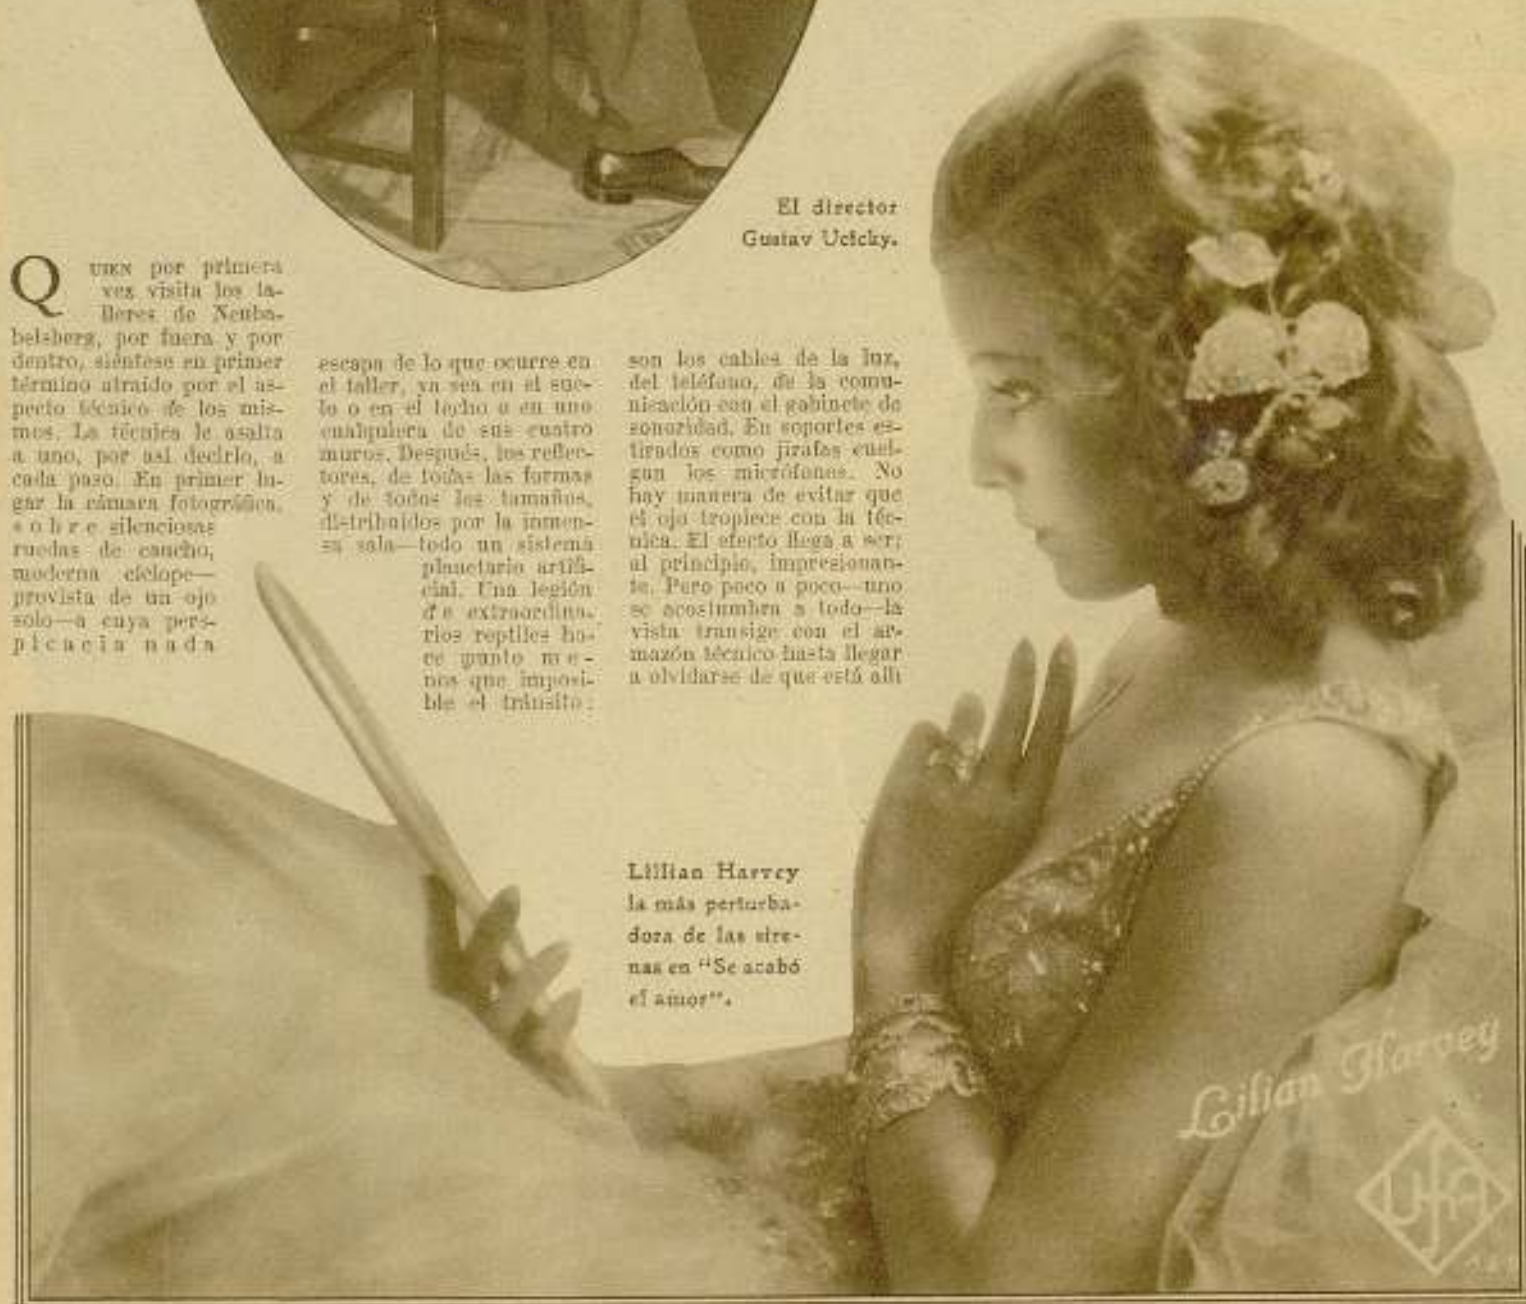 El director
Gustav Ucicky.
QUIEN por primera
vez visita los ta-
lleres de Neuba-
belsberg, por fuera y por
dentro, siéntese en primer
término atraído por el as-
pecto técnico de los mis-
mos. La técnica le asalta
a uno, por así decirlo, a
cada paso. En primer lu-
gar la cámara fotográfica,
sobre silenciosas
ruedas de caucho,
moderna cíclope—
provista de un ojo
solo—a cuya pers-
picacia nada
escapa de lo que ocurre en
el taller, ya sea en el sue-
lo o en el techo o en uno
cualquiera de sus cuatro
muros. Después, los reflec-
tores, de todas las formas
y de todos los tamaños,
distribuidos por la inmen-
sa sala—todo un sistema
planetario artifi-
cial. Una legión
de extraordina-
rios reptiles ha-
ce punto me-
nos que imposi-
ble el tránsito:
son los cables de la luz,
del teléfono, de la comu-
nicación con el gabinete de
sonoridad. En soportes es-
tirados como jirafas cuel-
gan los micrófonos. No
hay manera de evitar que
el ojo tropiece con la téc-
nica. El efecto llega a ser;
al principio, impresionan-
te. Pero poco a poco—uno
se acostumbra a todo—la
vista transige con el ar-
mazón técnico hasta llegar
a olvidarse de que está allí
Lilian Harvey
la más perturba-
dora de las sire-
nas en "Se acabó
el amor".
Lilian Harvey
UfA